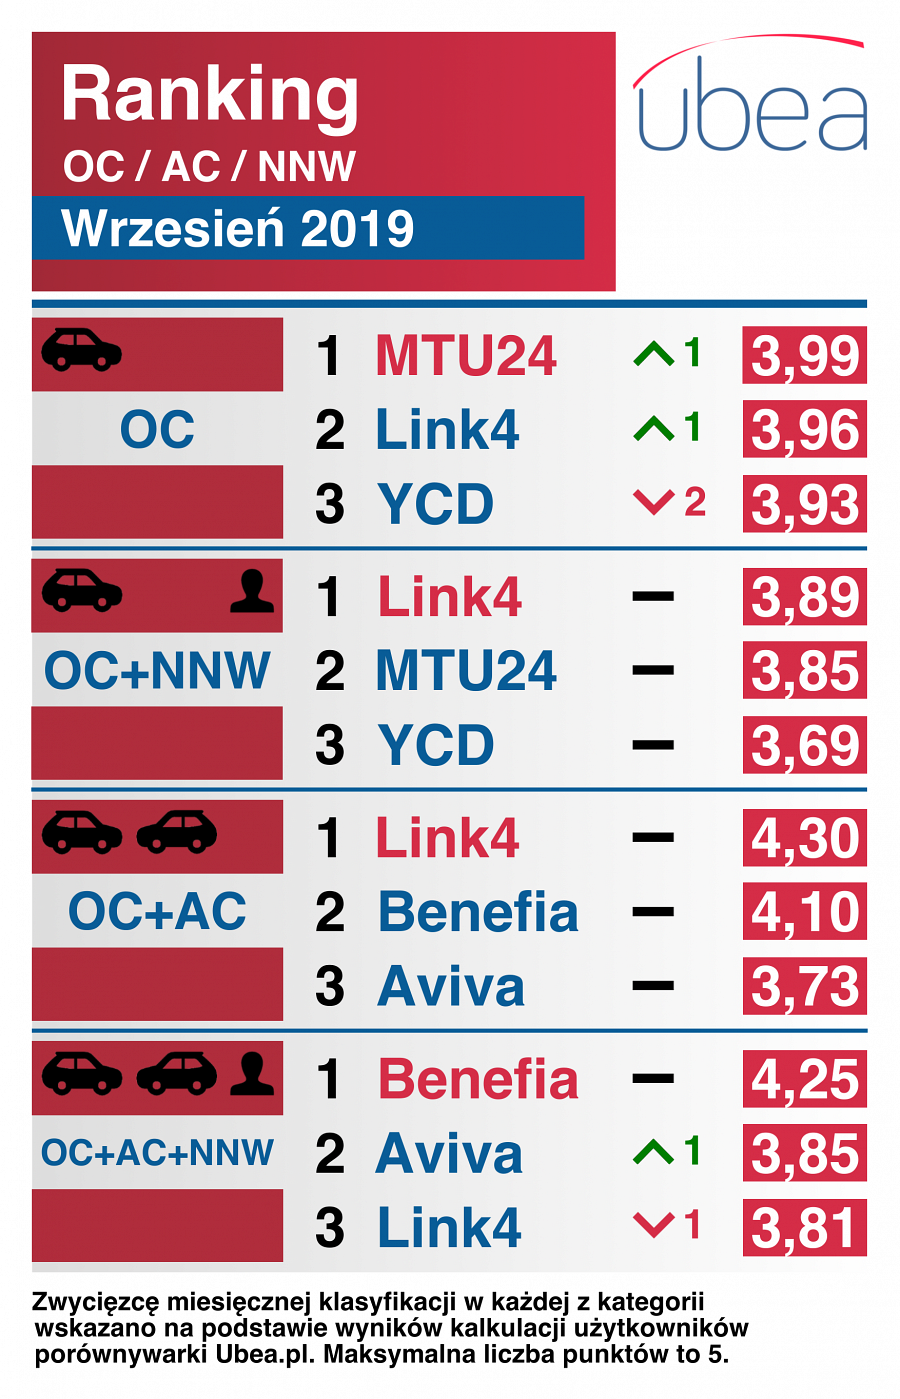 Ranking
ubea
OC / AC / NNW
Wrzesień 2019
1 MTU24 1 3,99
OC 2 Link4 1 3,96
3 YCD 2 3,93
1 Link4 3,89
OC+NNW 2 MTU24 3,85
3 YCD 3,69
1 Link4 4,30
OC+AC 2 Benefia 4,10
3 Aviva 3,73
1 Benefia 4,25
OC+AC+NNW 2 Aviva 1 3,85
3 Link4 1 3,81
Zwycięzcę miesięcznej klasyfikacji w każdej z kategorii
wskazano na podstawie wyników kalkulacji użytkowników
porównywarki Ubea.pl. Maksymalna liczba punktów to 5.